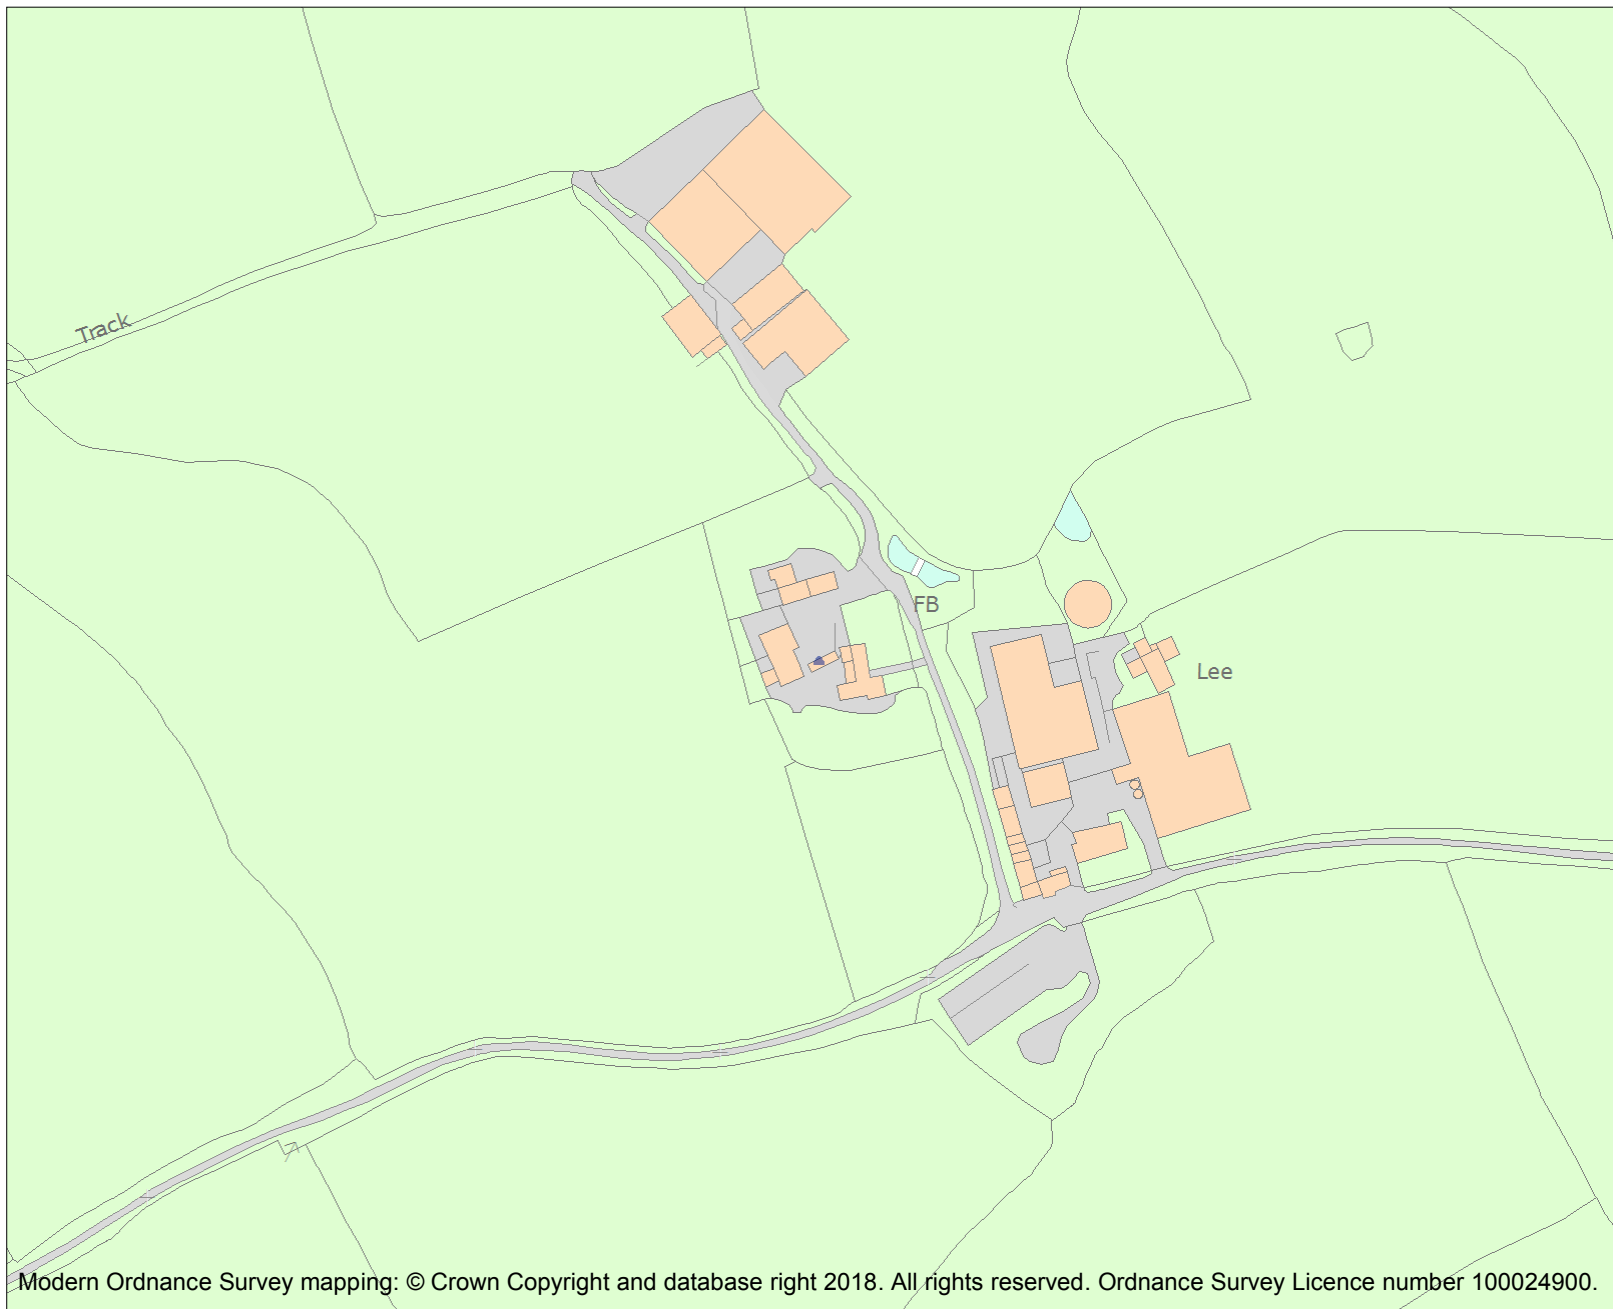 Track
FB
Lee
Modern Ordnance Survey mapping: © Crown Copyright and database right 2018. All rights reserved. Ordnance Survey Licence number 100024900.